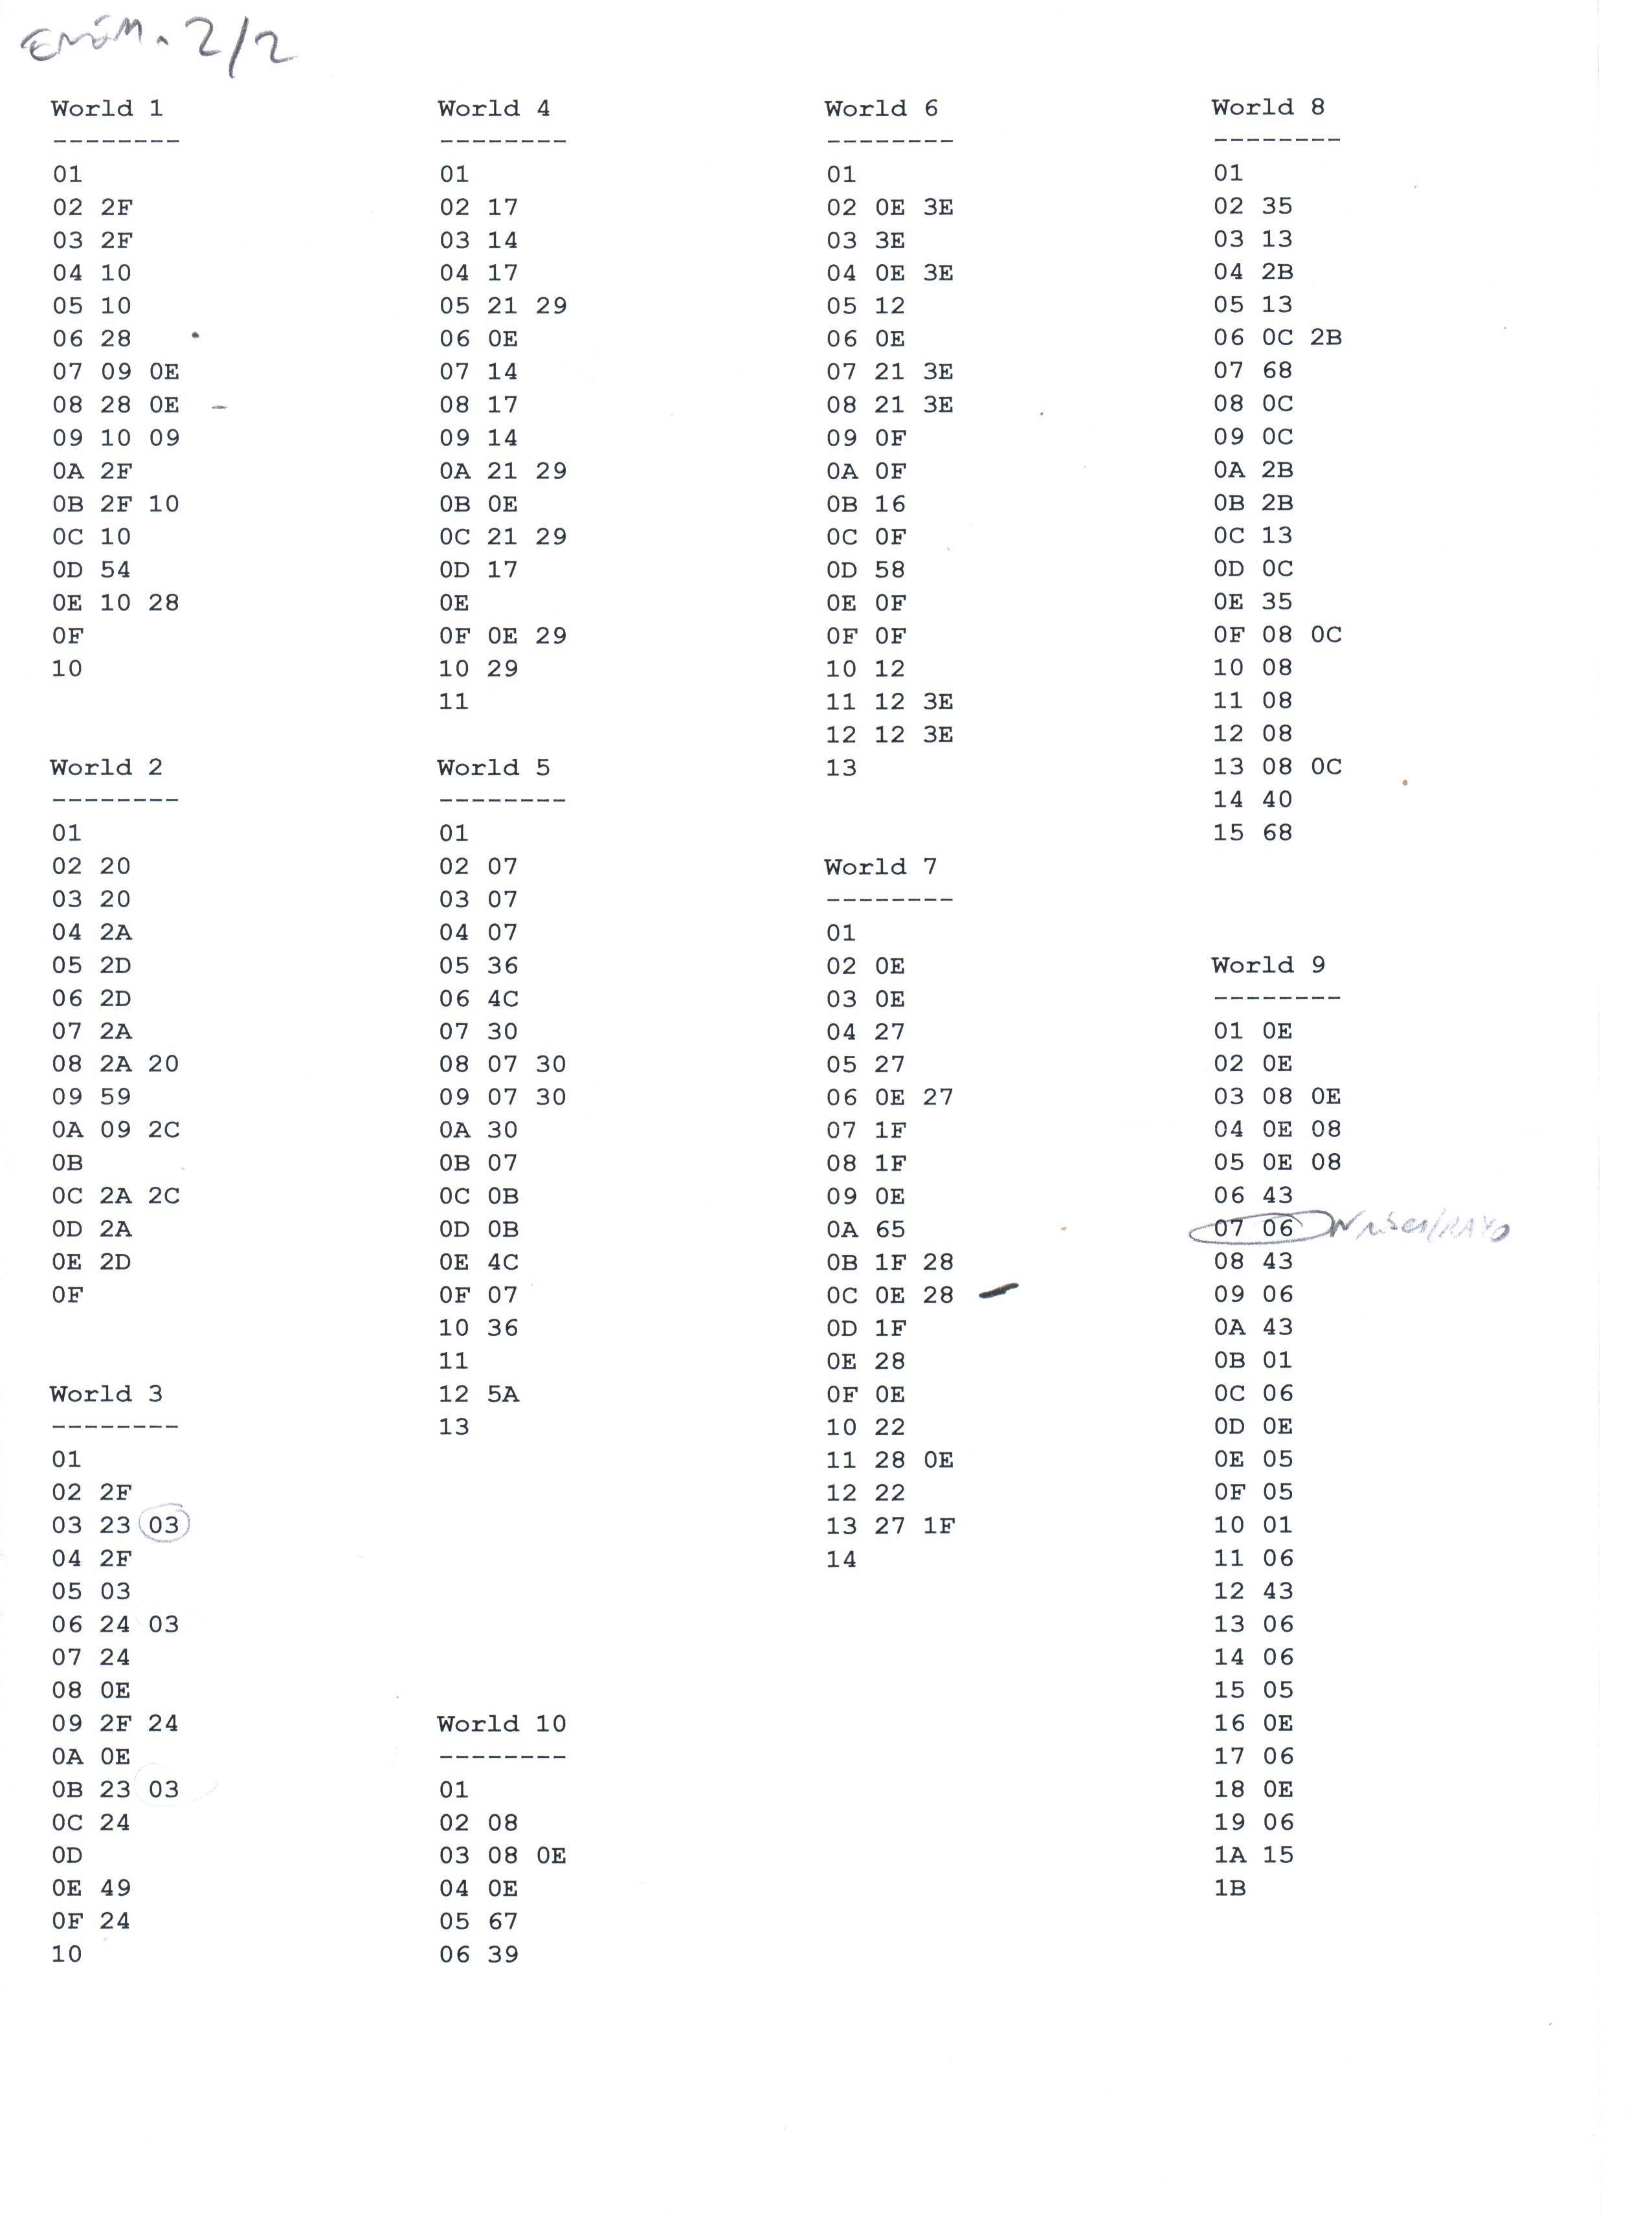 2/2
World 1
--------
01
02 2F
03 2F
04 10
05 10
06 28
07 09 0E
08 28 0E
09 10 09
0A 2F
0B 2F 10
0C 10
0D 54
0E 10 28
0F
10
World 2
--------
01
02 20
03 20
04 2A
05 2D
06 2D
07 2A
08 2A 20
09 59
0A 09 2C
0B
0C 2A 2C
0D 2A
0E 2D
0F
World 3
--------
01
02 2F
03 23 03
04 2F
05 03
06 24 03
07 24
08 0E
09 2F 24
0A 0E
0B 23 03
0C 24
0D
0E 49
0F 24
10
World 4
--------
01
02 17
03 14
04 17
05 21 29
06 0E
07 14
08 17
09 14
0A 21 29
0B 0E
0C 21 29
0D 17
0E
0F 0E 29
10 29
11
World 5
--------
01
02 07
03 07
04 07
05 36
06 4C
07 30
08 07 30
09 07 30
0A 30
0B 07
0C 0B
0D 0B
0E 4C
0F 07
10 36
11
12 5A
13
World 10
--------
01
02 08
03 08 0E
04 0E
05 67
06 39
World 6
--------
01
02 0E 3E
03 3E
04 0E 3E
05 12
06 0E
07 21 3E
08 21 3E
09 0F
0A 0F
0B 16
0C 0F
0D 58
0E 0F
0F 0F
10 12
11 12 3E
12 12 3E
13
World 7
--------
01
02 0E
03 0E
04 27
05 27
06 0E 27
07 1F
08 1F
09 0E
0A 65
0B 1F 28
0C 0E 28
0D 1F
0E 28
0F 0E
10 22
11 28 0E
12 22
13 27 1F
14
World 8
--------
01
02 35
03 13
04 2B
05 13
06 0C 2B
07 68
08 0C
09 0C
0A 2B
0B 2B
0C 13
0D 0C
0E 35
0F 08 0C
10 08
11 08
12 08
13 08 0C
14 40
15 68
World 9
--------
01 0E
02 0E
03 08 0E
04 0E 08
05 0E 08
06 43
07 06
08 43
09 06
0A 43
0B 01
0C 06
0D 0E
0E 05
0F 05
10 01
11 06
12 43
13 06
14 06
15 05
16 0E
17 06
18 0E
19 06
1A 15
1B